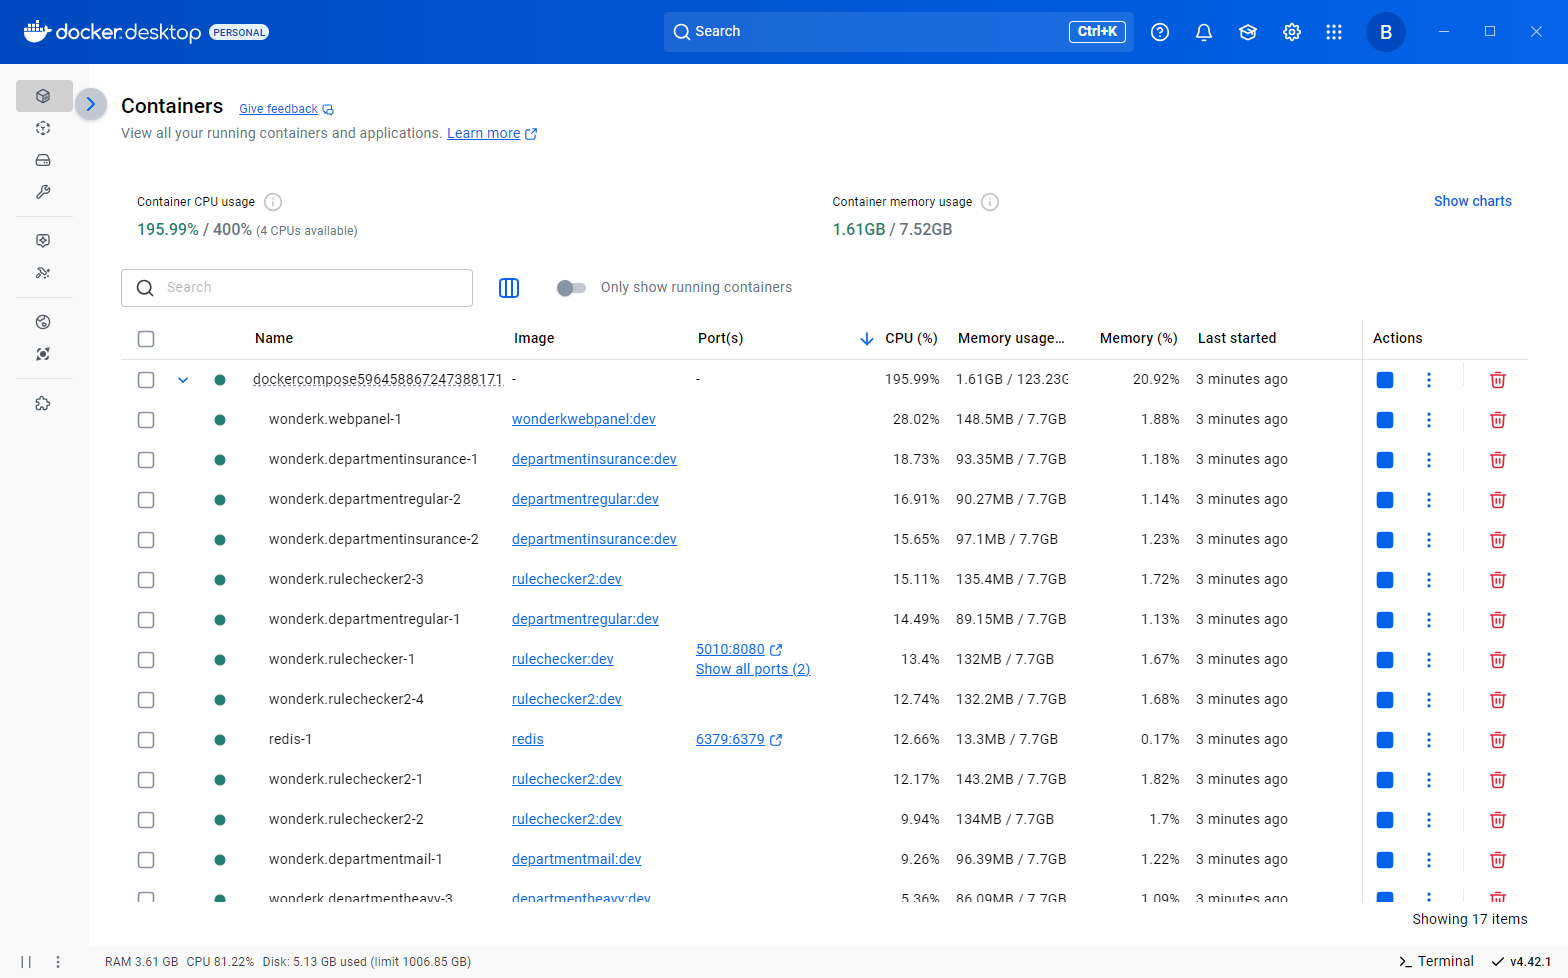 docker.desktop PERSONAL
Search
Ctrl+K
B
Containers Give feedback
View all your running containers and applications. Learn more
Container CPU usage
195.99% / 400% (4 CPUs available)
Container memory usage
1.61GB / 7.52GB
Show charts
Search
Only show running containers
Name Image Port(s) CPU (%) Memory usage... Memory (%) Last started Actions
dockercompose596458867247388171 - - 195.99% 1.61GB / 123.23G 20.92% 3 minutes ago
wonderk.webpanel-1 wonderkwebpanel:dev 28.02% 148.5MB / 7.7GB 1.88% 3 minutes ago
wonderk.departmentinsurance-1 departmentinsurance:dev 18.73% 93.35MB / 7.7GB 1.18% 3 minutes ago
wonderk.departmentregular-2 departmentregular:dev 16.91% 90.27MB / 7.7GB 1.14% 3 minutes ago
wonderk.departmentinsurance-2 departmentinsurance:dev 15.65% 97.1MB / 7.7GB 1.23% 3 minutes ago
wonderk.rulechecker2-3 rulechecker2:dev 15.11% 135.4MB / 7.7GB 1.72% 3 minutes ago
wonderk.departmentregular-1 departmentregular:dev 14.49% 89.15MB / 7.7GB 1.13% 3 minutes ago
wonderk.rulechecker-1 rulechecker:dev 5010:8080 13.4% 132MB / 7.7GB 1.67% 3 minutes ago
Show all ports (2)
wonderk.rulechecker2-4 rulechecker2:dev 12.74% 132.2MB / 7.7GB 1.68% 3 minutes ago
redis-1 redis 6379:6379 12.66% 13.3MB / 7.7GB 0.17% 3 minutes ago
wonderk.rulechecker2-1 rulechecker2:dev 12.17% 143.2MB / 7.7GB 1.82% 3 minutes ago
wonderk.rulechecker2-2 rulechecker2:dev 9.94% 134MB / 7.7GB 1.7% 3 minutes ago
wonderk.departmentmail-1 departmentmail:dev 9.26% 96.39MB / 7.7GB 1.22% 3 minutes ago
wonderk.departmentheavy-3 departmentheavy:dev 5.36% 86.09MB / 7.7GB 1.09% 3 minutes ago
Showing 17 items
RAM 3.61 GB CPU 81.22% Disk: 5.13 GB used (limit 1006.85 GB)
Terminal
v4.42.1